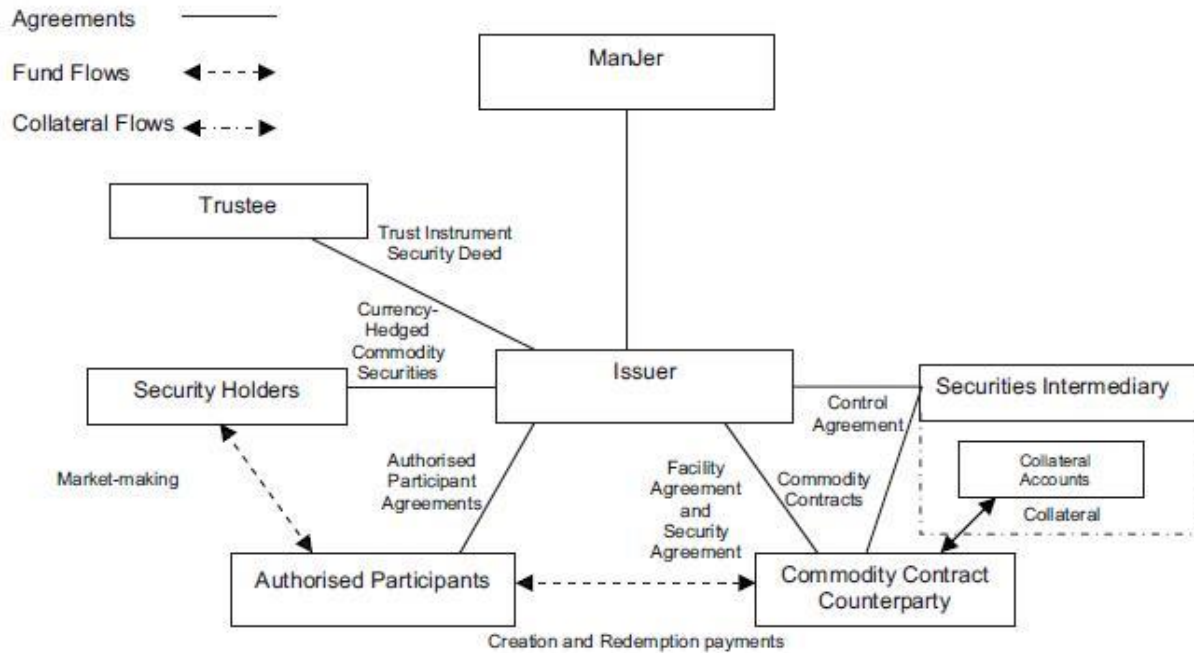 Agreements
ManJer
Fund Flows
Collateral Flows
Trustee
Trust Instrument
Security Deed
Currency-
Hedged
Commodity
Securities
Issuer
Security Holders
Securities Intermediary
Control
Agreement
Market-making
Authorised
Participant
Agreements
Facility
Agreement
and
Security
Agreement
Commodity
Contracts
Collateral
Accounts
Collateral
Authorised Participants
Commodity Contract
Counterparty
Creation and Redemption payments